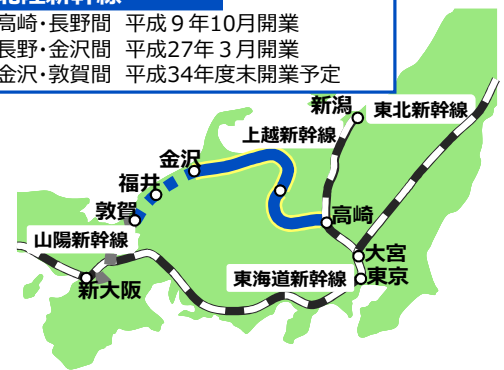 北陸新幹線
高崎・長野間 平成９年10月開業
長野・金沢間 平成27年３月開業
金沢・敦賀間 平成34年度末開業予定
新潟
東北新幹線
上越新幹線
金沢
福井
敦賀
高崎
山陽新幹線
大宮
東海道新幹線
東京
新大阪